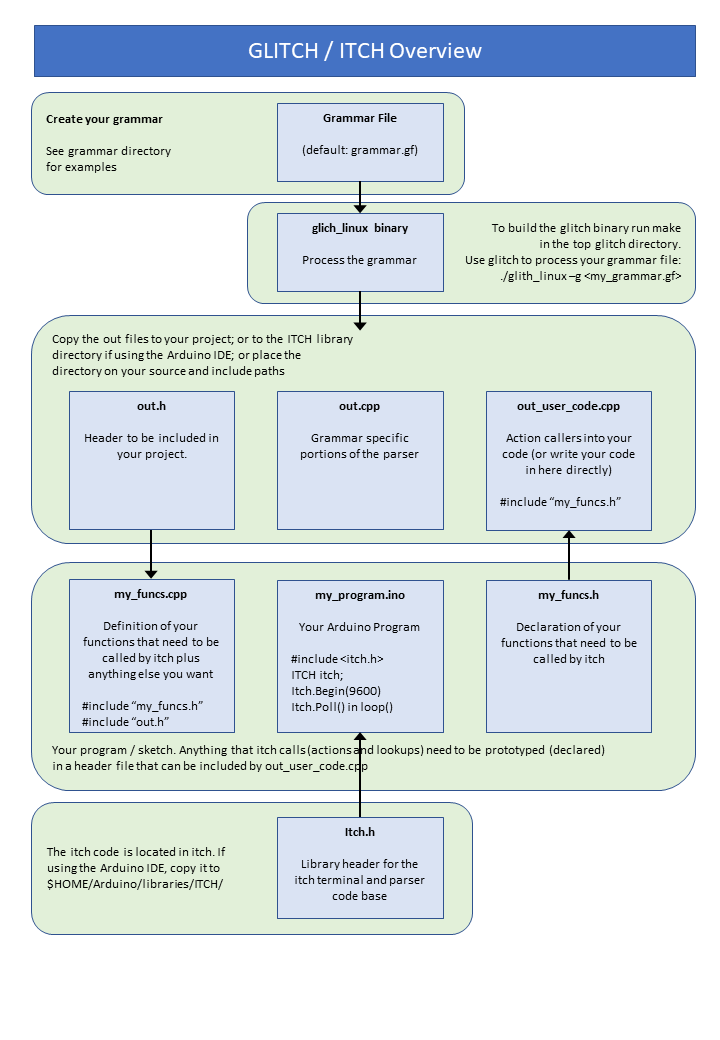 GLITCH / ITCH Overview
Create your grammar
See grammar directory
for examples
Grammar File
(default: grammar.gf)
glich_linux binary
Process the grammar
To build the glitch binary run make
in the top glitch directory.
Use glitch to process your grammar file:
./glith_linux –g <my_grammar.gf>
Copy the out files to your project; or to the ITCH library
directory if using the Arduino IDE; or place the
directory on your source and include paths
out.h
Header to be included in
your project.
out.cpp
Grammar specific
portions of the parser
out_user_code.cpp
Action callers into your
code (or write your code
in here directly)
#include “my_funcs.h”
my_funcs.cpp
Definition of your
functions that need to be
called by itch plus
anything else you want
#include “my_funcs.h”
#include “out.h”
my_program.ino
Your Arduino Program
#include <itch.h>
ITCH itch;
Itch.Begin(9600)
Itch.Poll() in loop()
my_funcs.h
Declaration of your
functions that need to be
called by itch
Your program / sketch. Anything that itch calls (actions and lookups) need to be prototyped (declared)
in a header file that can be included by out_user_code.cpp
The itch code is located in itch. If
using the Arduino IDE, copy it to
$HOME/Arduino/libraries/ITCH/
Itch.h
Library header for the
itch terminal and parser
code base